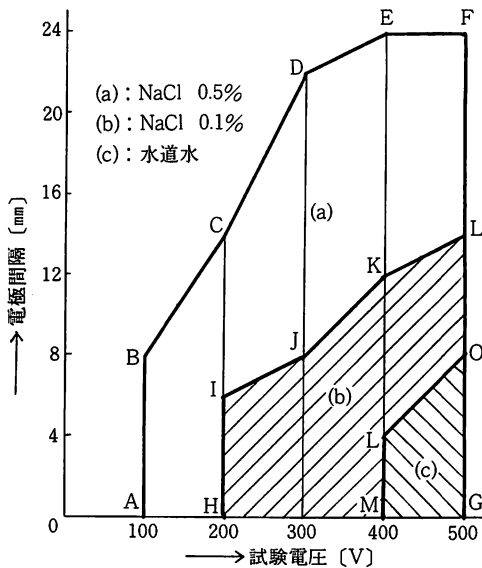 24
20
16
12
8
4
0
→電極間隔〔mm〕
(a)：NaCl 0.5%
(b)：NaCl 0.1%
(c)：水道水
E
F
D
(a)
C
L
K
B
J
O
I
(b)
L
(c)
A
H
M
G
100
200
300
400
500
→試験電圧〔V〕